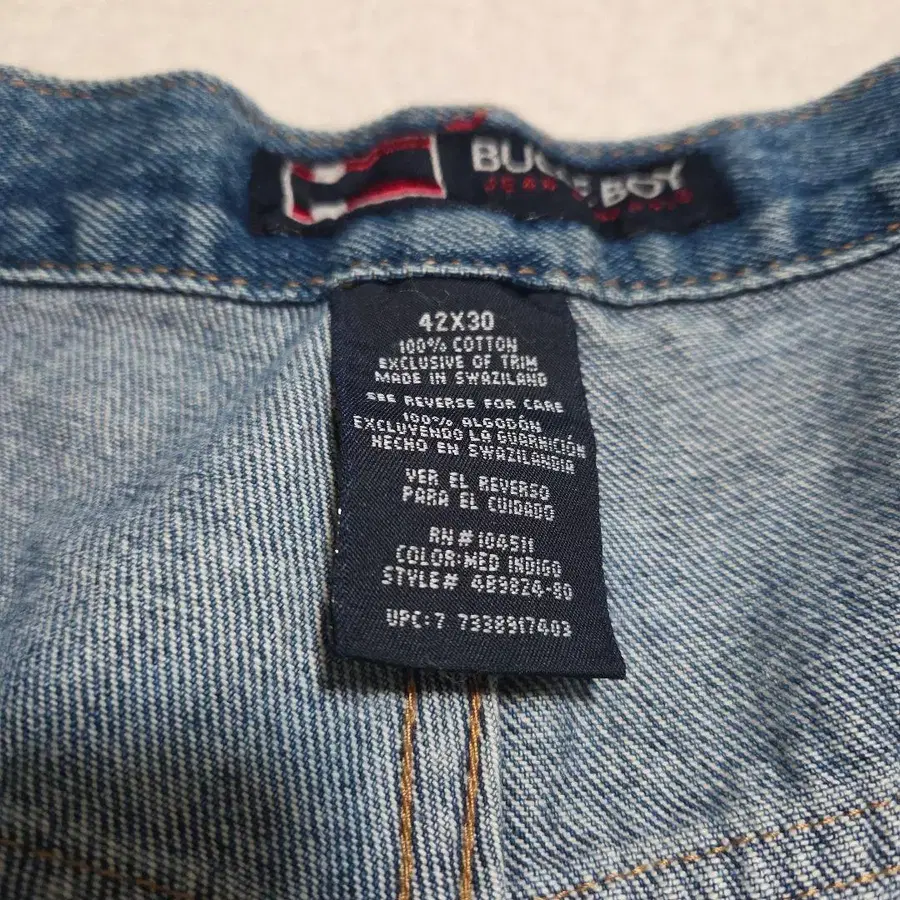 BUGLE BOY
42X30
100% COTTON
EXCLUSIVE OF TRIM
MADE IN SWAZILAND
SEE REVERSE FOR CARE
100% ALGODÓN
EXCLUYENDO LA GUARNICIÓN
HECHO EN SWAZILANDIA
VER EL REVERSO
PARA EL CUIDADO
RN # 104511
COLOR:MED INDIGO
STYLE# 489824-80
UPC:7 7338917403